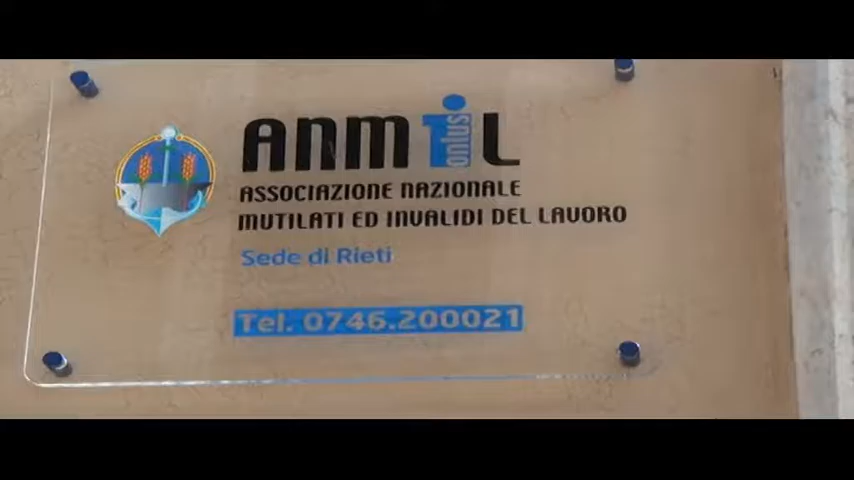 ANMIL
onlus
ASSOCIAZIONE NAZIONALE
MUTILATI ED INVALIDI DEL LAVORO
Sede di Rieti
Tel. 0746.200021